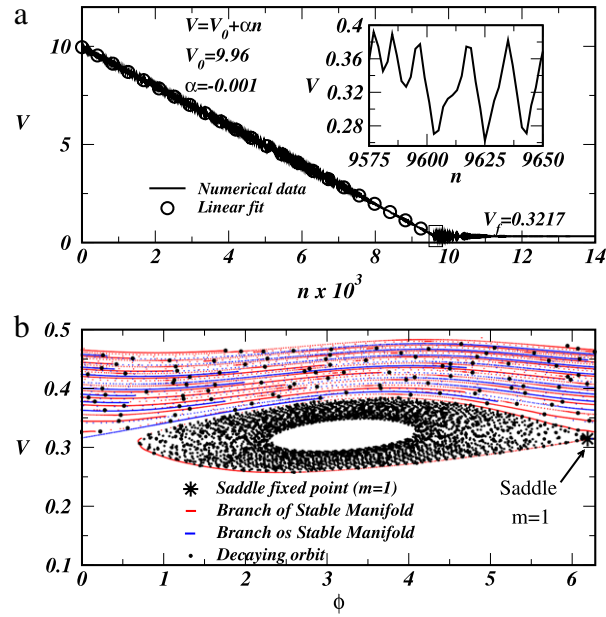 a
V=V₀+αn
V₀=9.96
α=-0.001
10
5
0
V
0
2
4
6
8
10
12
14
n x 10³
Numerical data
Linear fit
V_f=0.3217
0.4
0.36
0.32
0.28
V
9575
9600
9625
9650
n
b
0.5
0.4
0.3
0.2
0.1
V
Saddle fixed point (m=1)
Branch of Stable Manifold
Branch os Stable Manifold
Decaying orbit
Saddle
m=1
0
1
2
3
4
5
6
ϕ